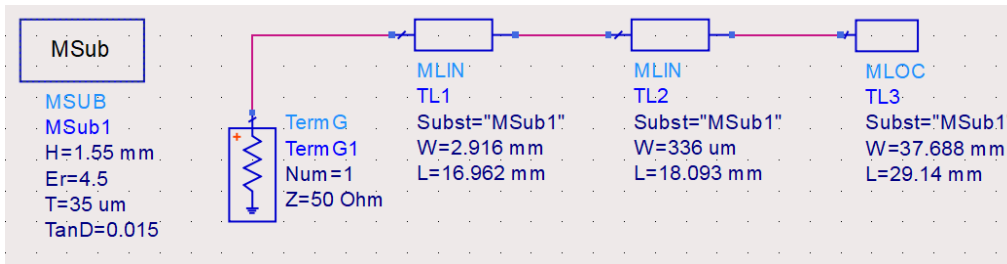 MSub
MSUB
MSub1
H=1.55 mm
Er=4.5
T=35 um
TanD=0.015
+
TermG
TermG1
Num=1
Z=50 Ohm
MLIN
TL1
Subst="MSub1"
W=2.916 mm
L=16.962 mm
MLIN
TL2
Subst="MSub1"
W=336 um
L=18.093 mm
MLOC
TL3
Subst="MSub1
W=37.688 mm
L=29.14 mm